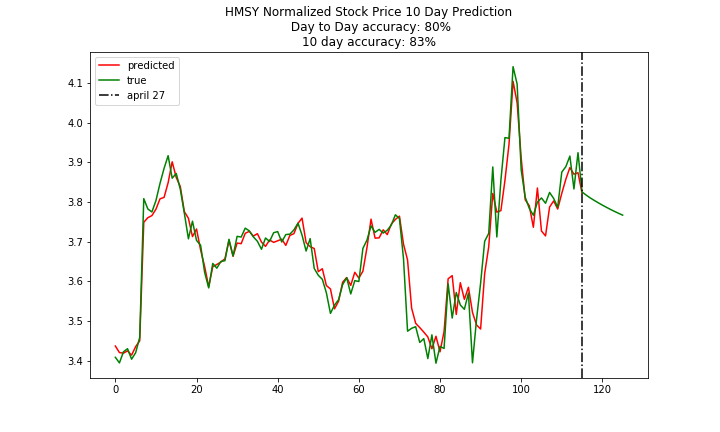 HMSY Normalized Stock Price 10 Day Prediction
Day to Day accuracy: 80%
10 day accuracy: 83%
predicted
true
april 27
4.1
4.0
3.9
3.8
3.7
3.6
3.5
3.4
0 20 40 60 80 100 120